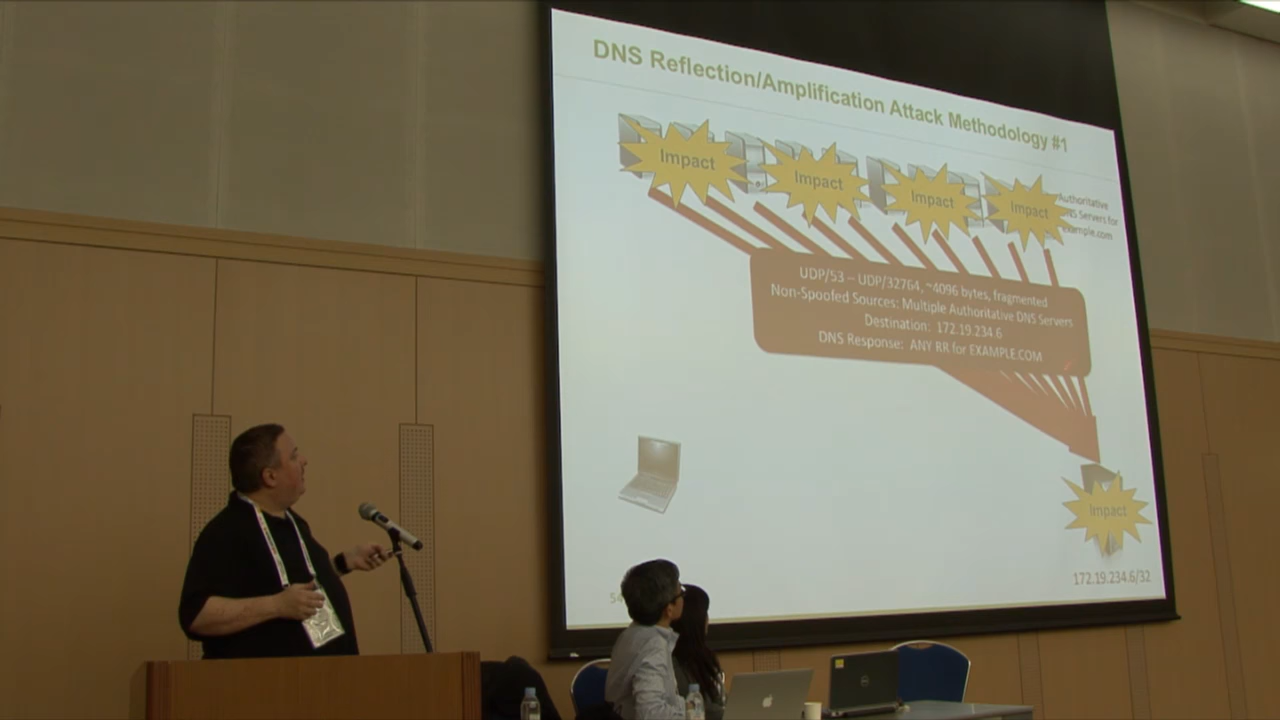 DNS Reflection/Amplification Attack Methodology #1
Impact
Impact
Impact
Impact
Authoritative
DNS Servers for
example.com
UDP/53 – UDP/32764, ~4096 bytes, fragmented
Non-Spoofed Sources: Multiple Authoritative DNS Servers
Destination: 172.19.234.6
DNS Response: ANY RR for EXAMPLE.COM
Impact
172.19.234.6/32